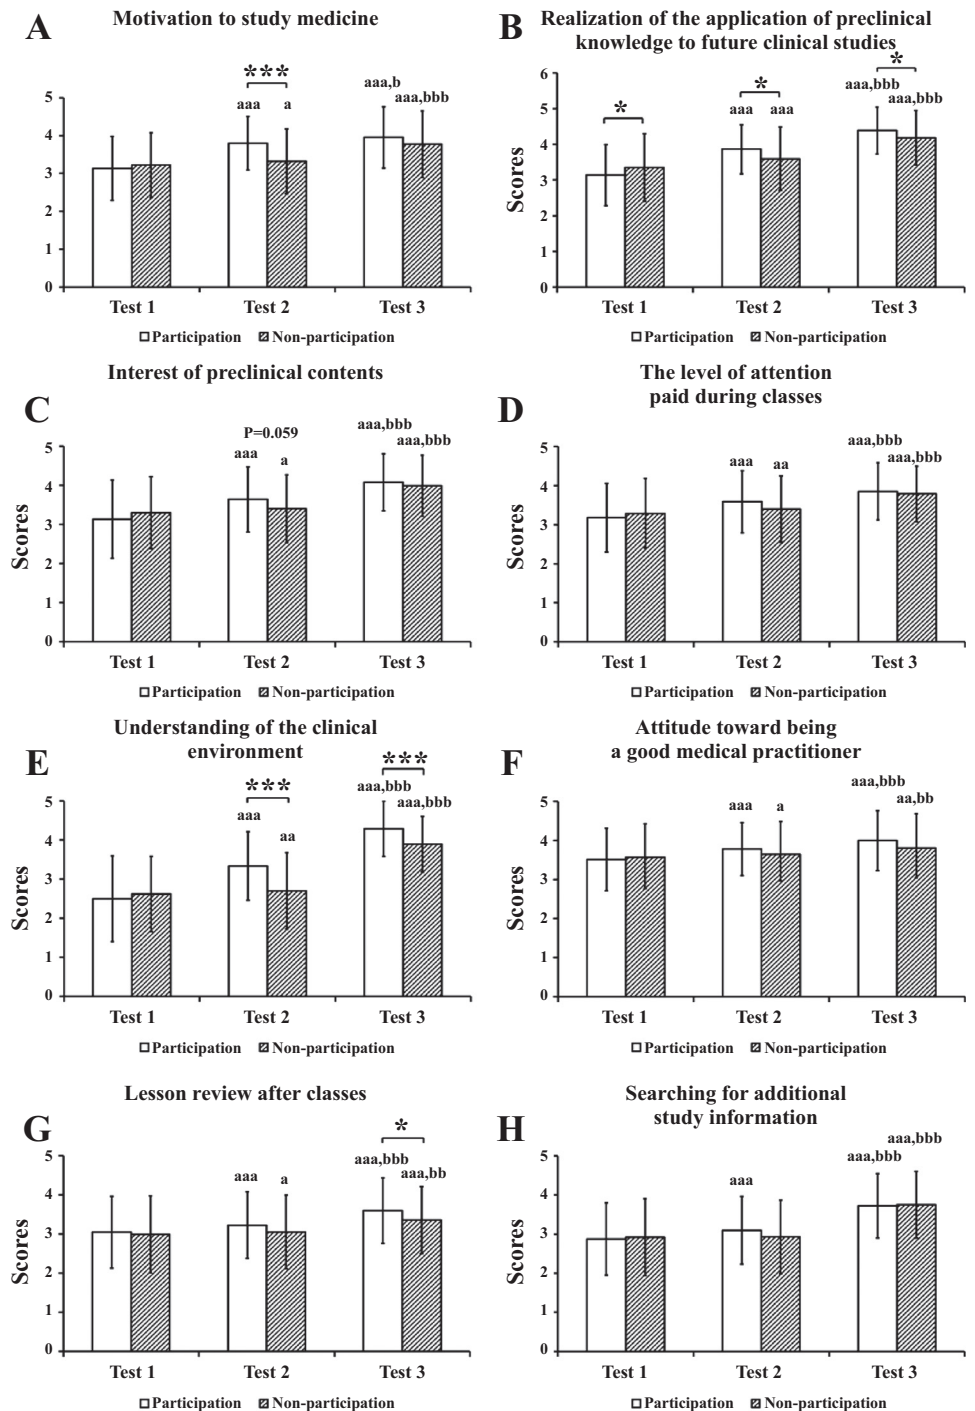 A
Motivation to study medicine
***
aaa
a
aaa,b
aaa,bbb
5
4
3
2
1
0
Test 1
Test 2
Test 3
Participation
Non-participation
B
Realization of the application of preclinical
knowledge to future clinical studies
Scores
*
*
*
aaa
aaa
aaa,bbb
aaa,bbb
6
5
4
3
2
1
0
Test 1
Test 2
Test 3
Participation
Non-participation
C
Interest of preclinical contents
Scores
P=0.059
aaa
a
aaa,bbb
aaa,bbb
5
4
3
2
1
0
Test 1
Test 2
Test 3
Participation
Non-participation
D
The level of attention
paid during classes
Scores
aaa
aa
aaa,bbb
aaa,bbb
5
4
3
2
1
0
Test 1
Test 2
Test 3
Participation
Non-participation
E
Understanding of the clinical
environment
Scores
***
***
aaa
aa
aaa,bbb
aaa,bbb
5
4
3
2
1
0
Test 1
Test 2
Test 3
Participation
Non-participation
F
Attitude toward being
a good medical practitioner
Scores
aaa
a
aaa,bbb
aa,bb
5
4
3
2
1
0
Test 1
Test 2
Test 3
Participation
Non-participation
G
Lesson review after classes
Scores
*
aaa
a
aaa,bbb
aaa,bb
5
4
3
2
1
0
Test 1
Test 2
Test 3
Participation
Non-participation
H
Searching for additional
study information
Scores
aaa
aaa,bbb
aaa,bbb
5
4
3
2
1
0
Test 1
Test 2
Test 3
Participation
Non-participation